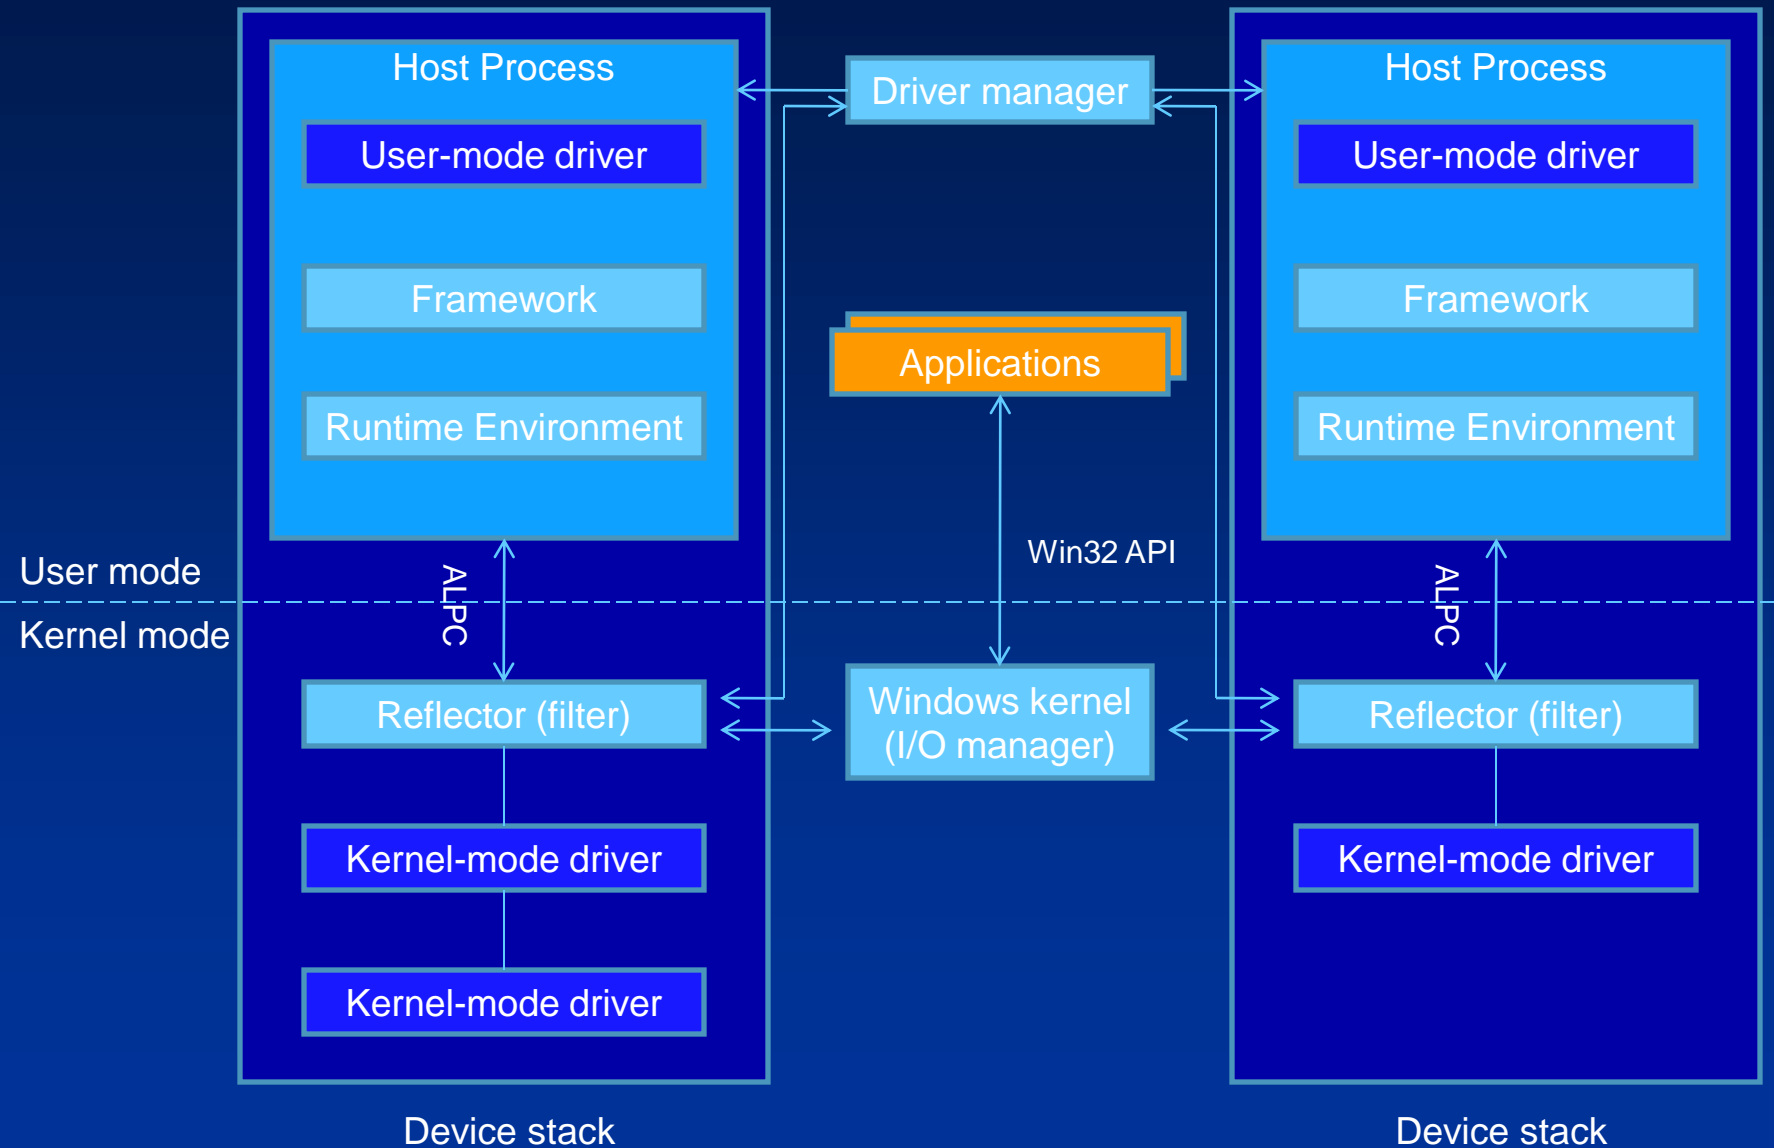 Host Process
User-mode driver
Framework
Runtime Environment
ALPC
Reflector (filter)
Kernel-mode driver
Kernel-mode driver
Device stack
User mode
Kernel mode
Driver manager
Applications
Win32 API
Windows kernel
(I/O manager)
Host Process
User-mode driver
Framework
Runtime Environment
ALPC
Reflector (filter)
Kernel-mode driver
Device stack